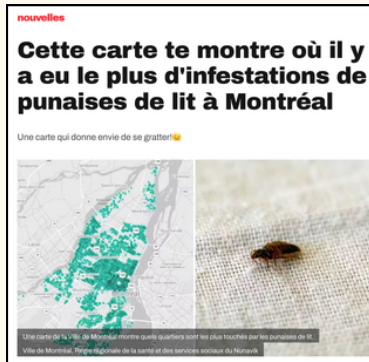 nouvelles
Cette carte te montre où il y
a eu le plus d'infestations de
punaises de lit à Montréal
Une carte qui donne envie de se gratter!😉
Une carte de la Ville de Montréal montre quels quartiers sont les plus touchés par les punaises de lit.
Ville de Montréal, Régie régionale de la santé et des services sociaux du Nunavik